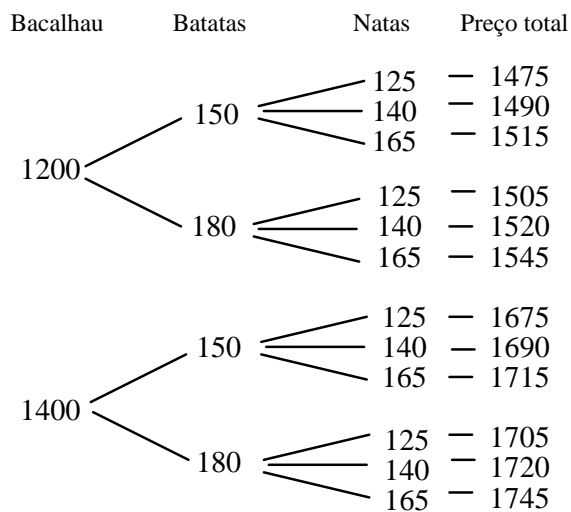 Bacalhau Batatas Natas Preço total
125 — 1475
150 140 — 1490
165 — 1515
1200
125 — 1505
180 140 — 1520
165 — 1545
125 — 1675
150 140 — 1690
165 — 1715
1400
125 — 1705
180 140 — 1720
165 — 1745